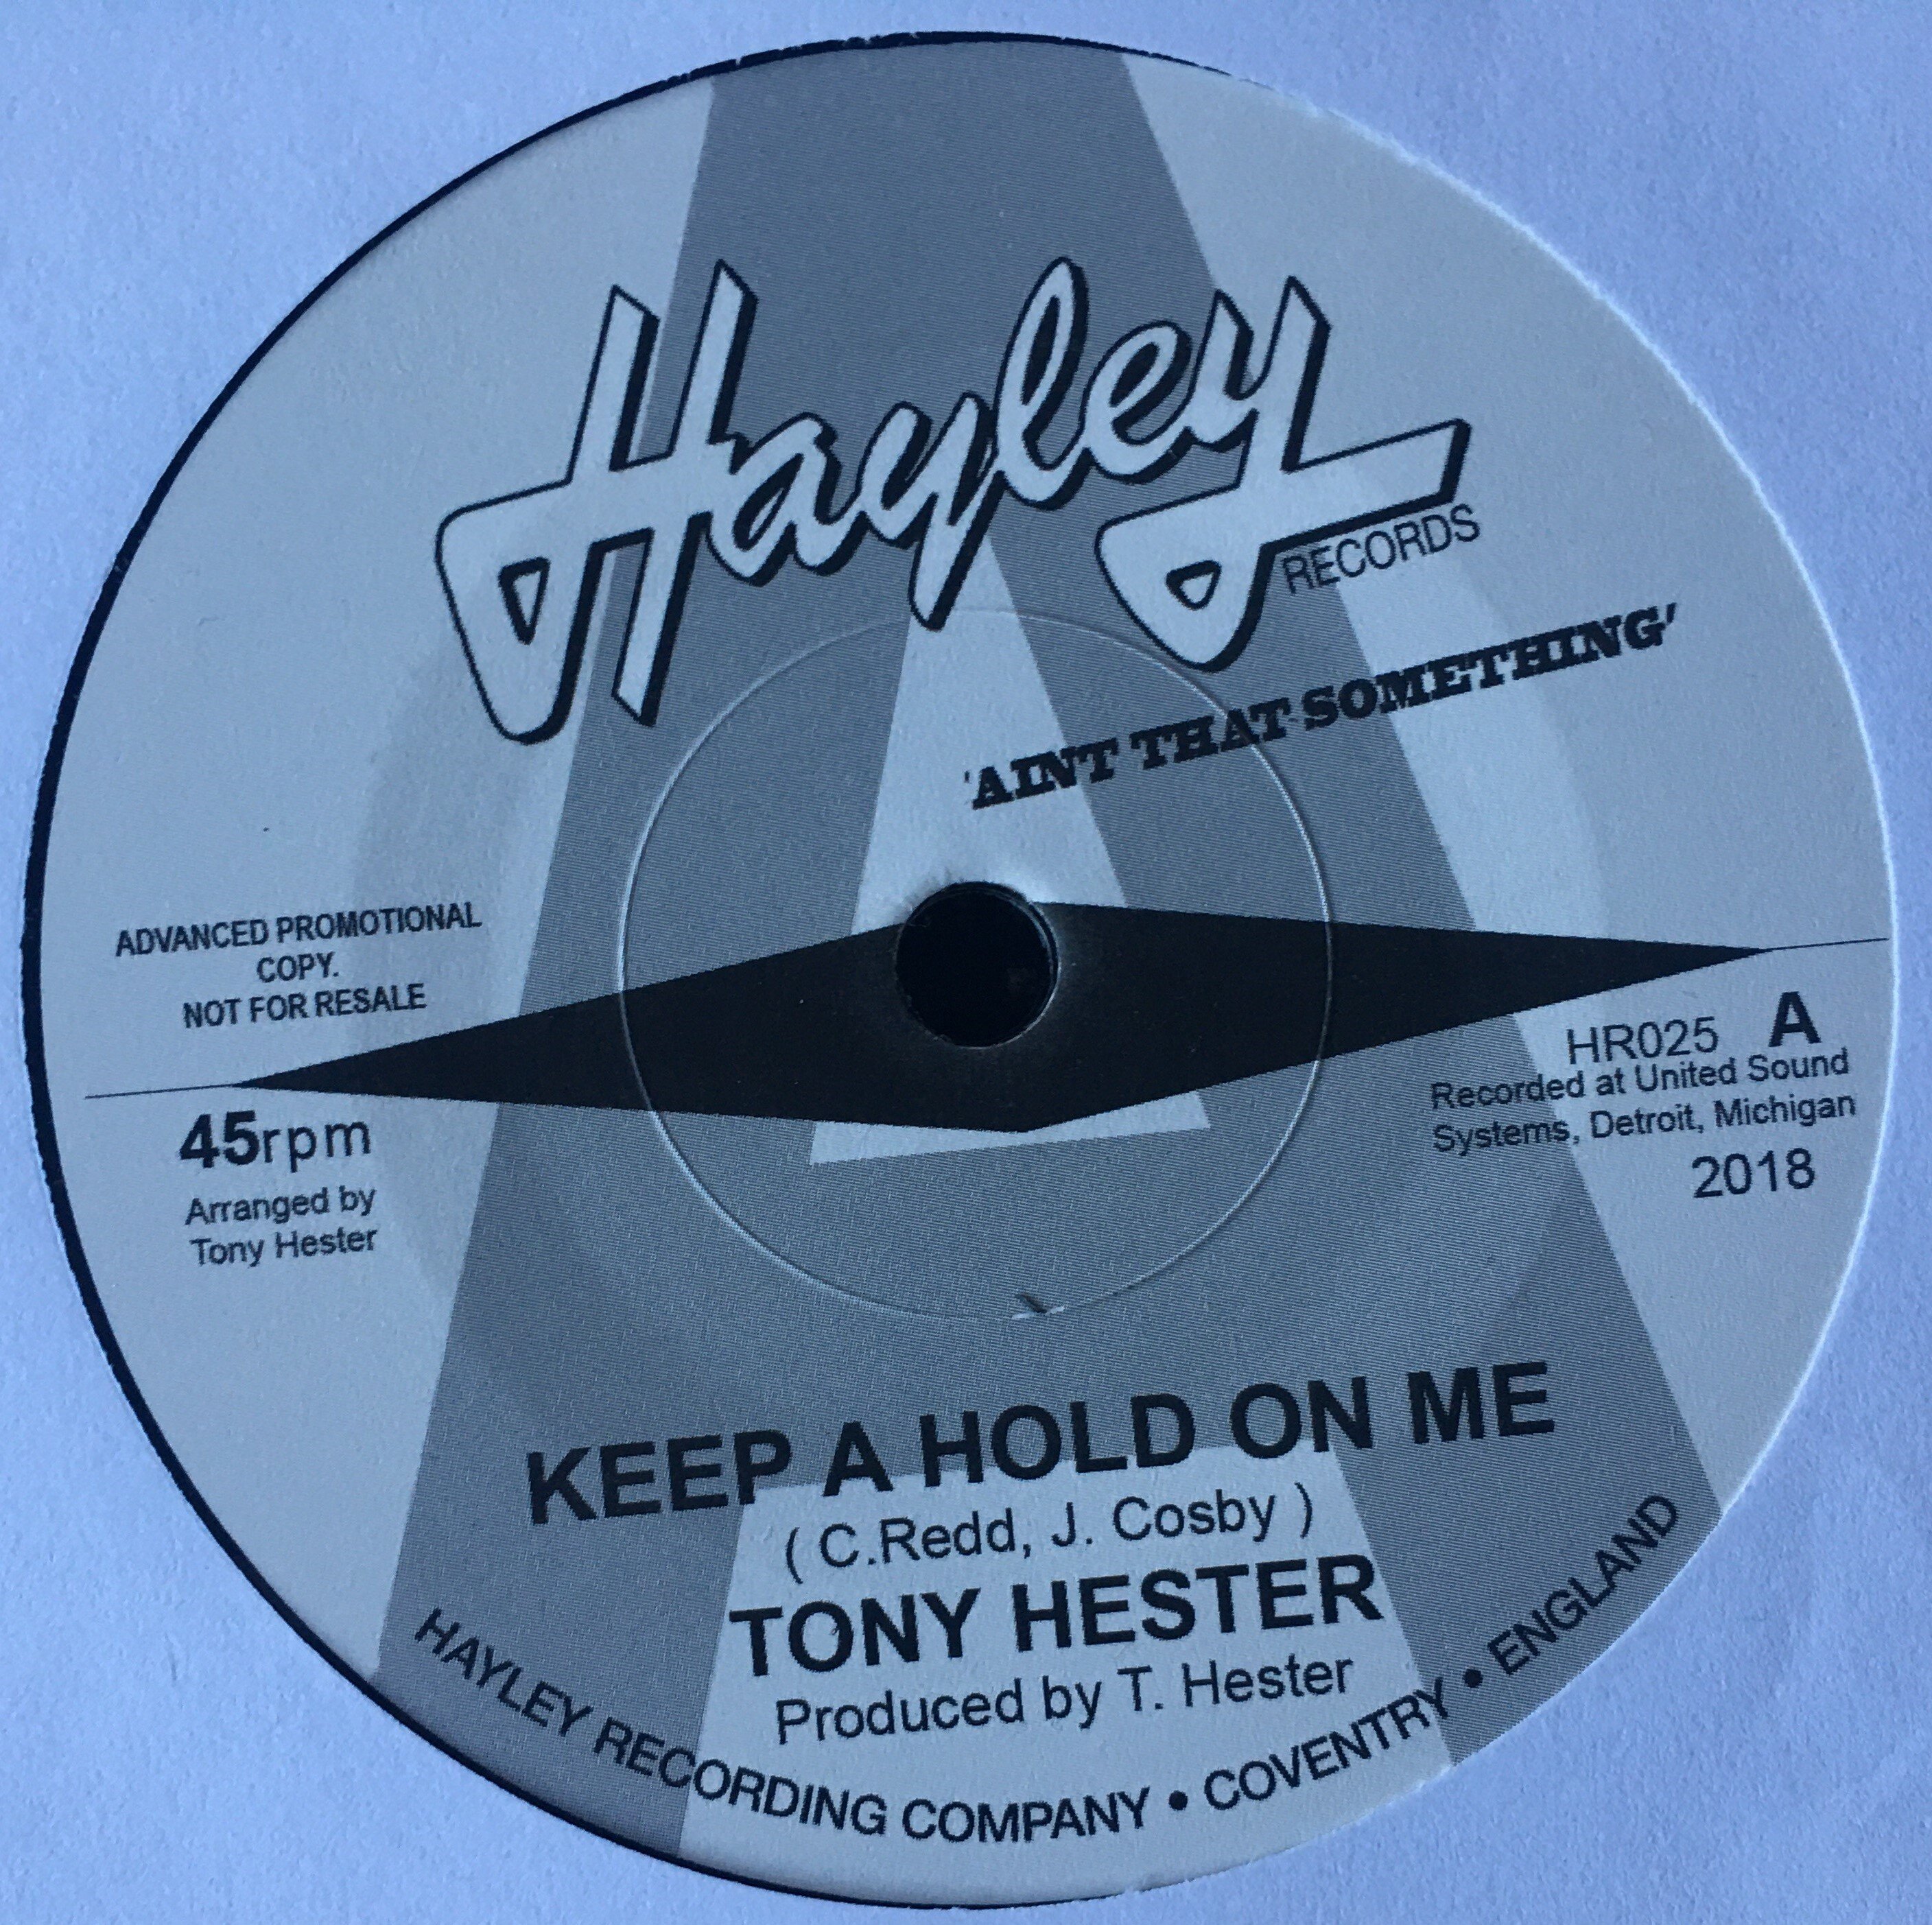 Hayley
RECORDS
'AINT THAT SOMETHING'
ADVANCED PROMOTIONAL
COPY.
NOT FOR RESALE
45rpm
Arranged by
Tony Hester
HR025 A
Recorded at United Sound
Systems, Detroit, Michigan
2018
KEEP A HOLD ON ME
( C.Redd, J. Cosby )
TONY HESTER
Produced by T. Hester
HAYLEY RECORDING COMPANY • COVENTRY • ENGLAND